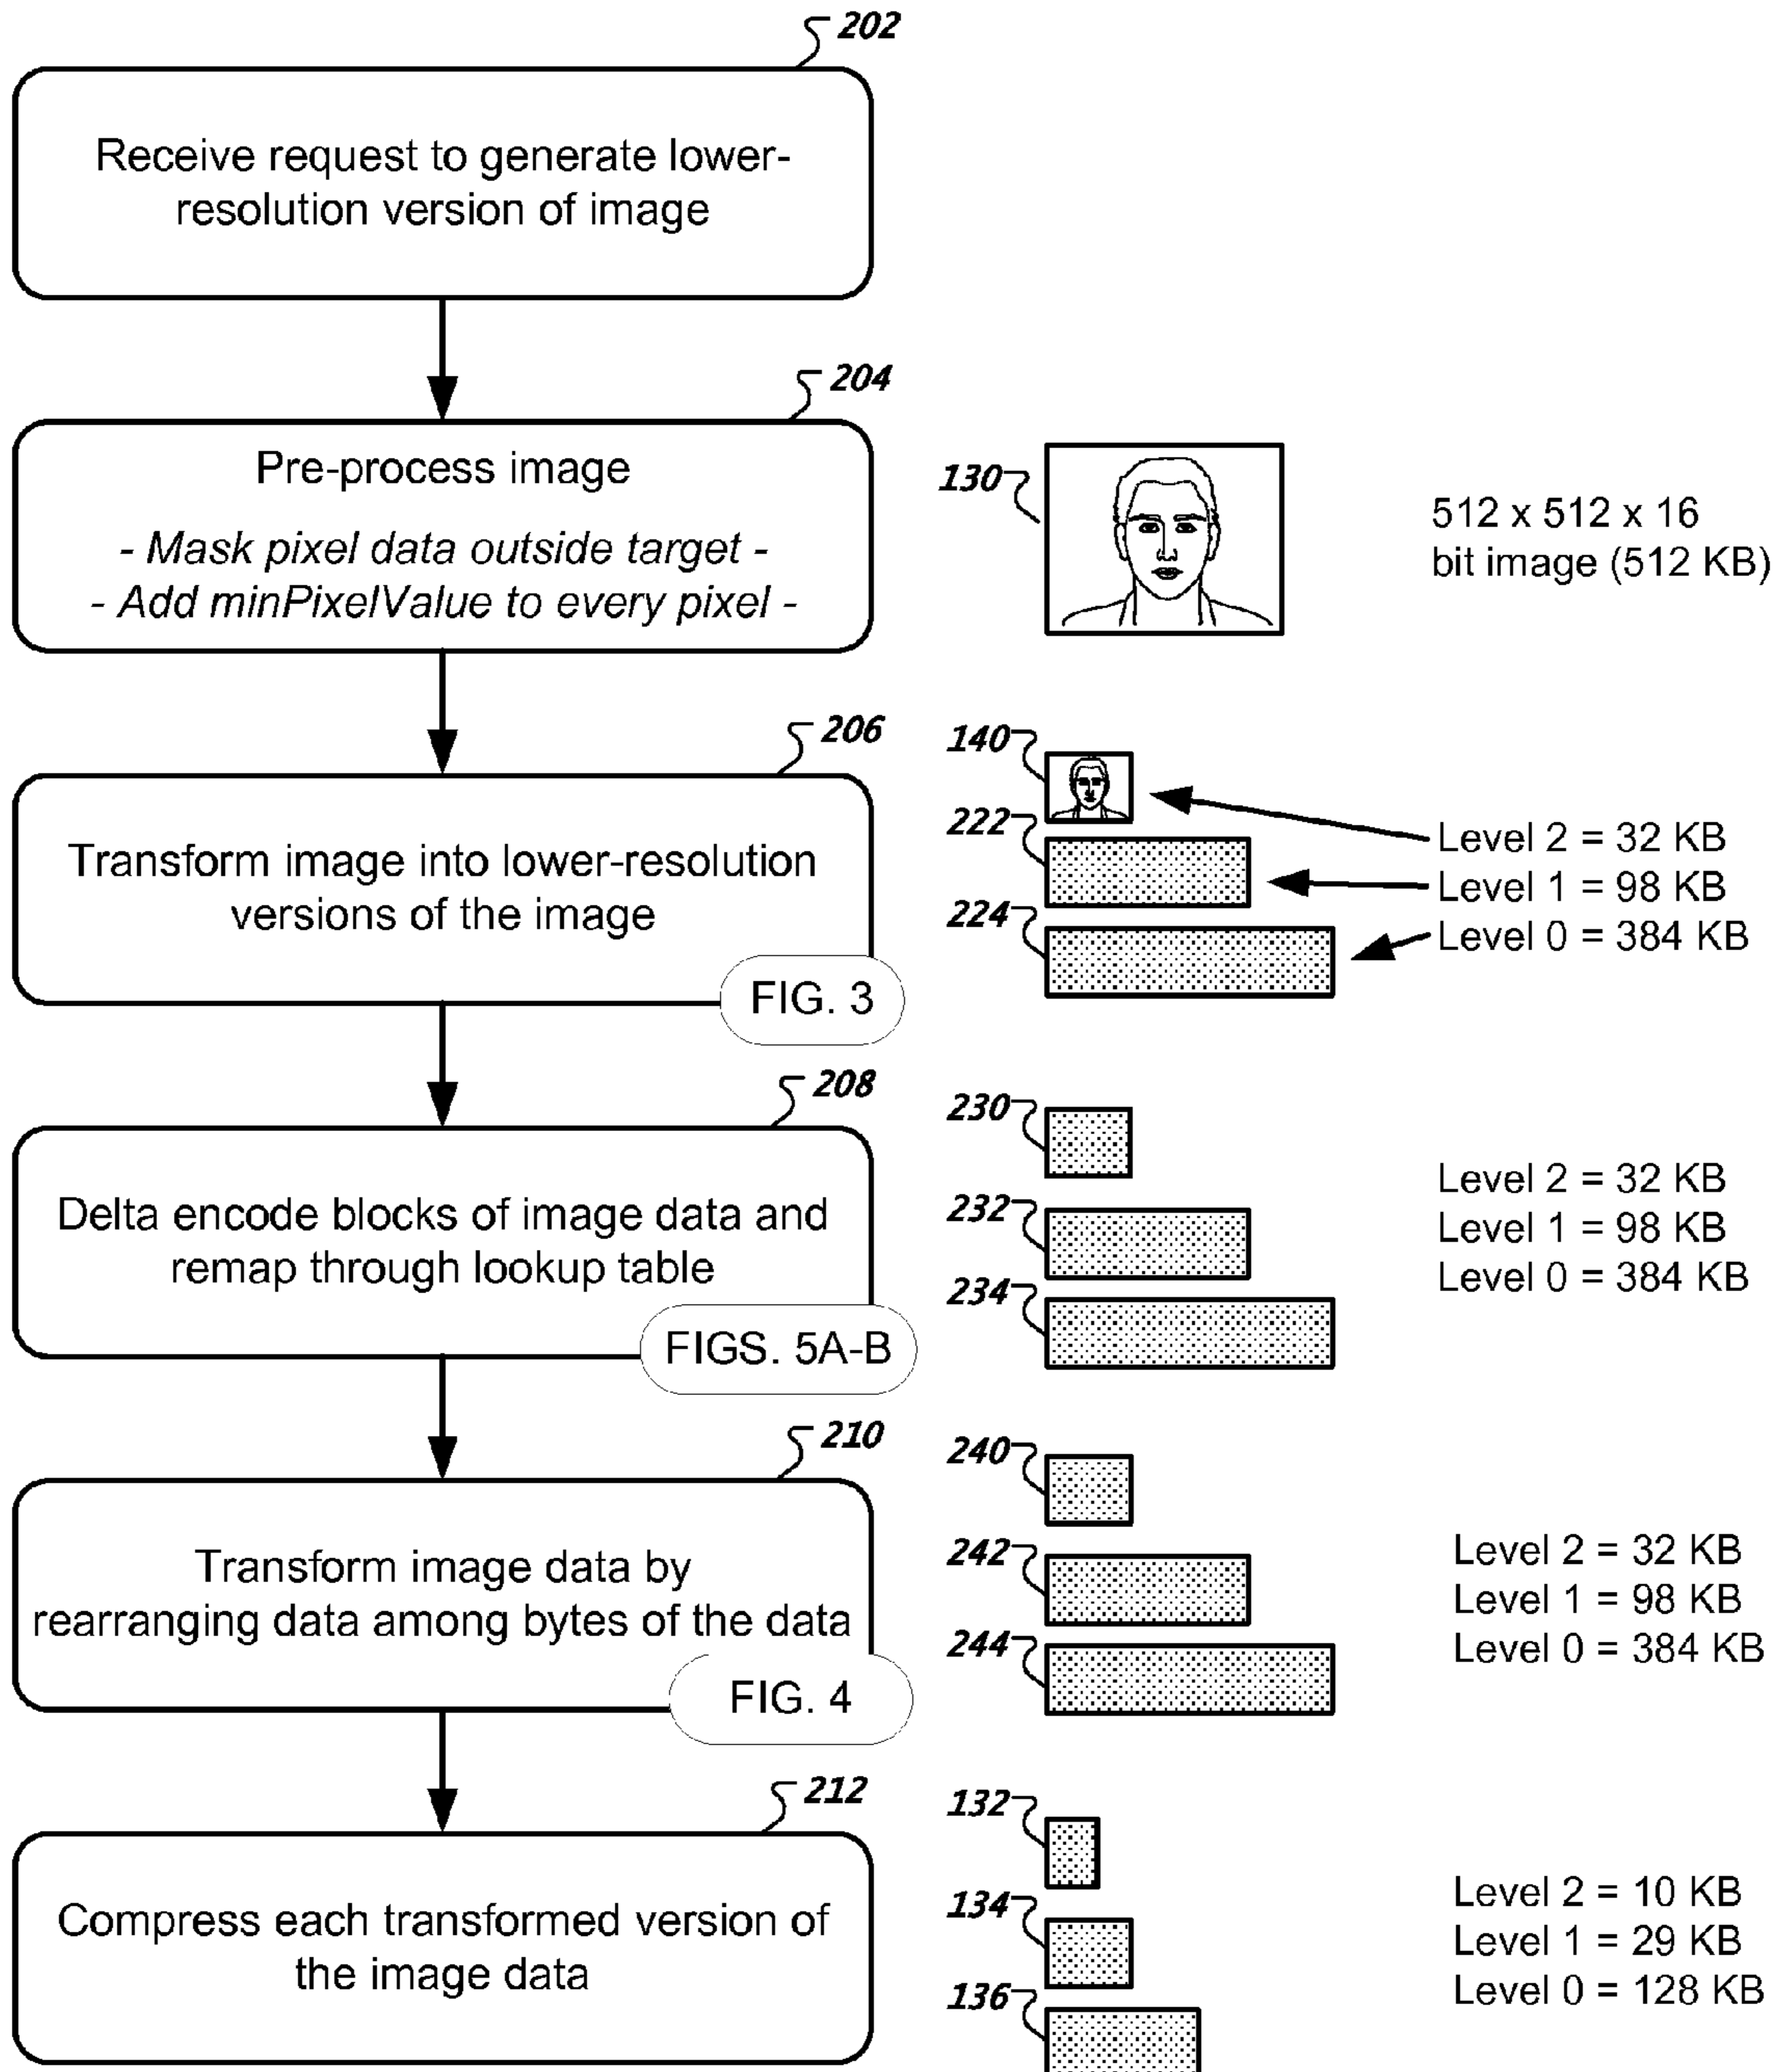 202
Receive request to generate lower-
resolution version of image
204
Pre-process image
- Mask pixel data outside target -
- Add minPixelValue to every pixel -
130
512 x 512 x 16
bit image (512 KB)
206
Transform image into lower-resolution
versions of the image
FIG. 3
140
222
224
Level 2 = 32 KB
Level 1 = 98 KB
Level 0 = 384 KB
208
Delta encode blocks of image data and
remap through lookup table
FIGS. 5A-B
230
232
234
Level 2 = 32 KB
Level 1 = 98 KB
Level 0 = 384 KB
210
Transform image data by
rearranging data among bytes of the data
FIG. 4
240
242
244
Level 2 = 32 KB
Level 1 = 98 KB
Level 0 = 384 KB
212
Compress each transformed version of
the image data
132
134
136
Level 2 = 10 KB
Level 1 = 29 KB
Level 0 = 128 KB